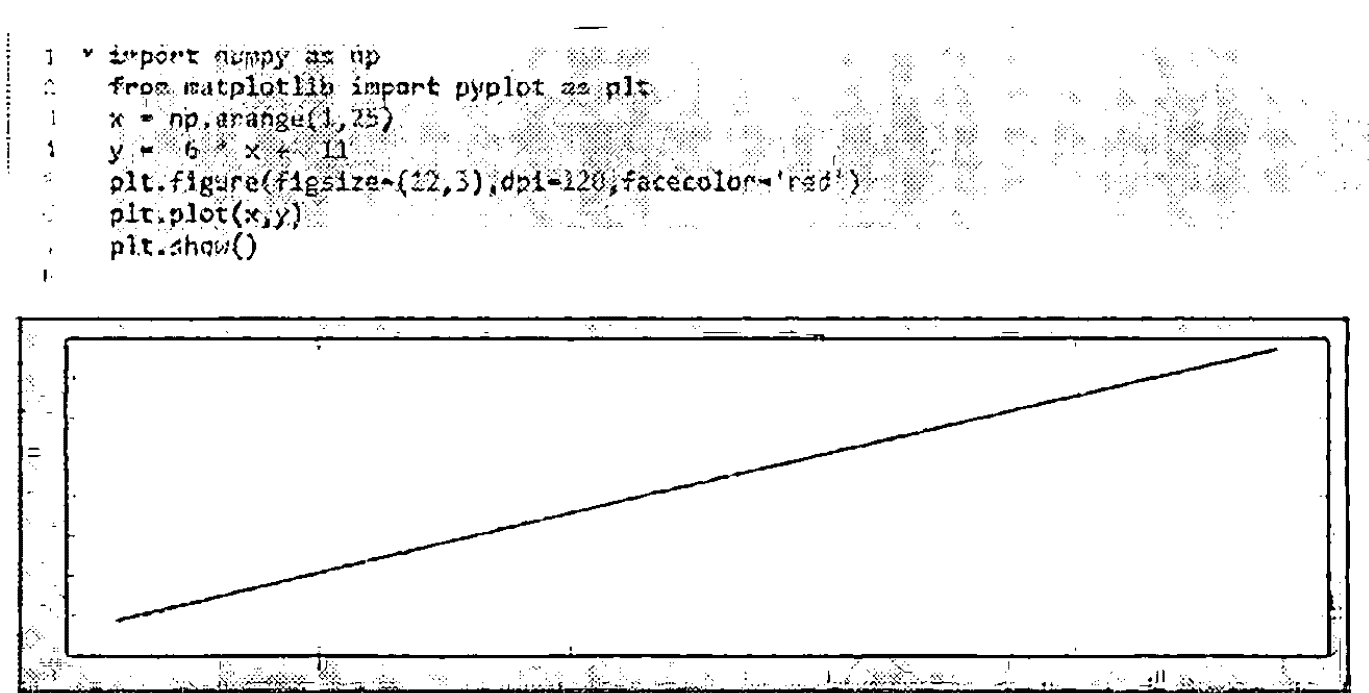 import numpy as np
from matplotlib import pyplot as plt
x = np.arange(1,25)
y = 6 * x + 11
plt.figure(figsize=(12,3),dpi=120,facecolor='red')
plt.plot(x,y)
plt.show()